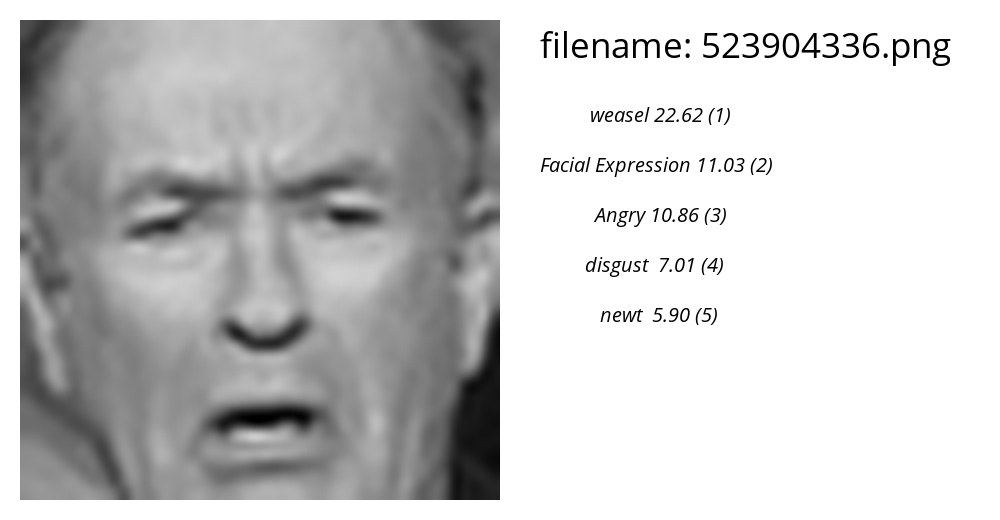 filename: 523904336.png
weasel 22.62 (1)
Facial Expression 11.03 (2)
Angry 10.86 (3)
disgust 7.01 (4)
newt 5.90 (5)